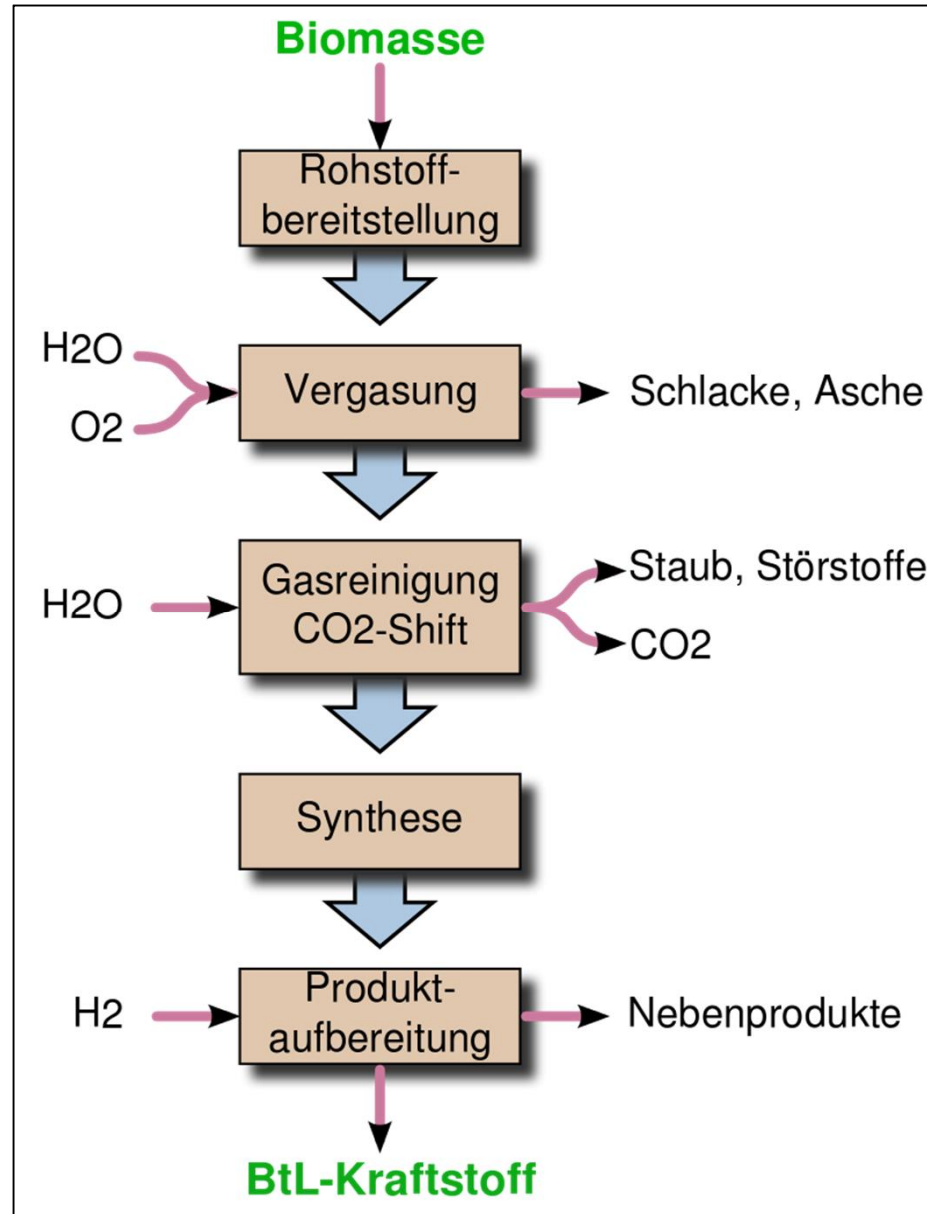 Biomasse
Rohstoff-
bereitstellung
H2O
O2
Vergasung
Schlacke, Asche
H2O
Gasreinigung
CO2-Shift
Staub, Störstoffe
CO2
Synthese
H2
Produkt-
aufbereitung
Nebenprodukte
BtL-Kraftstoff